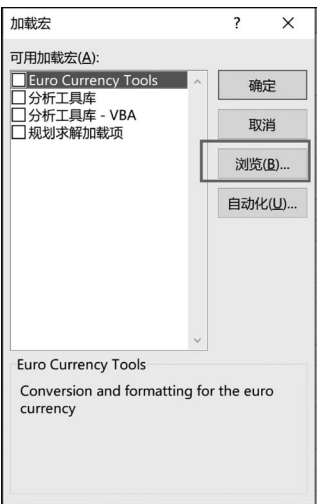 加载宏
?
×
可用加载宏(A):
Euro Currency Tools
分析工具库
分析工具库 - VBA
规划求解加载项
确定
取消
浏览(B)...
自动化(U)...
Euro Currency Tools
Conversion and formatting for the euro
currency